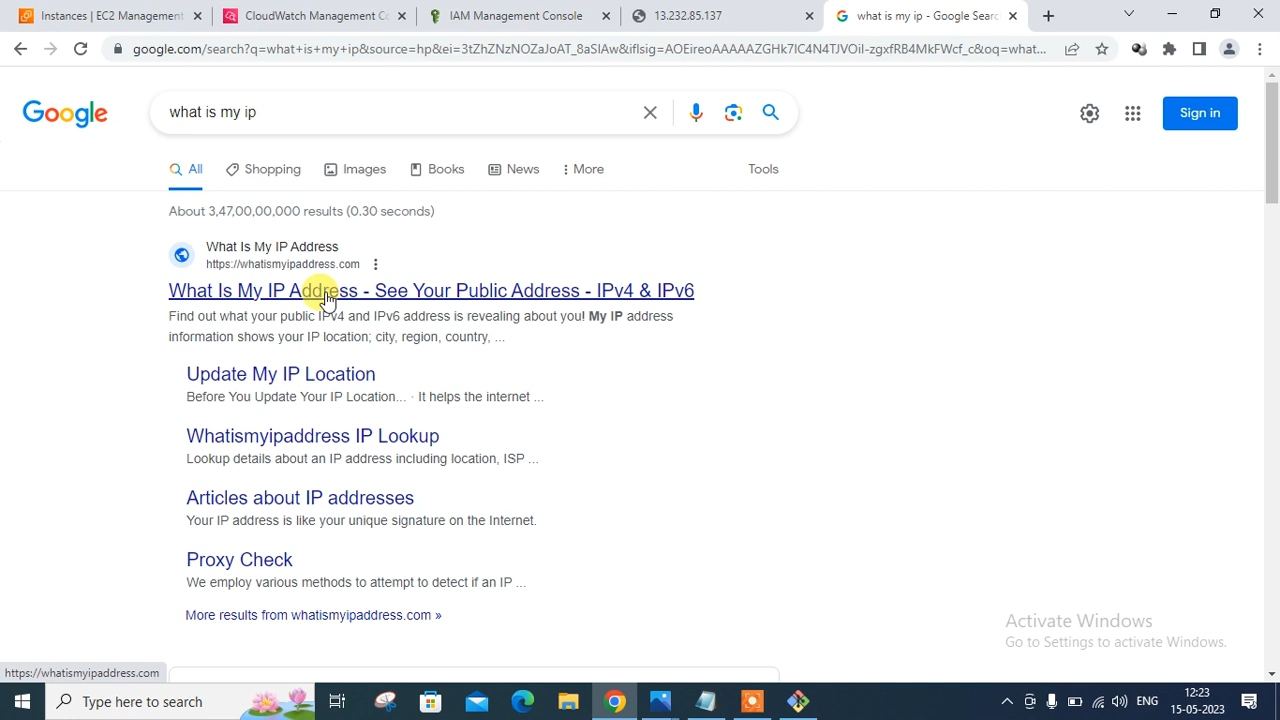 Instances | EC2 Management
CloudWatch Management Co
IAM Management Console
13.232.85.137
what is my ip - Google Search
google.com/search?q=what+is+my+ip&source=hp&ei=3tZhZNzNOZaJoAT_8aSIAw&iflsig=AOEireoAAAAAZGHk7IC4N4TJVOiI-zgxfRB4MkFWcf_c&oq=what...
Google
what is my ip
Sign in
All
Shopping
Images
Books
News
More
Tools
About 3,47,00,00,000 results (0.30 seconds)
What Is My IP Address
https://whatismyipaddress.com
What Is My IP Address - See Your Public Address - IPv4 & IPv6
Find out what your public IPv4 and IPv6 address is revealing about you! My IP address
information shows your IP location; city, region, country, ...
Update My IP Location
Before You Update Your IP Location... · It helps the internet ...
Whatismyipaddress IP Lookup
Lookup details about an IP address including location, ISP ...
Articles about IP addresses
Your IP address is like your unique signature on the Internet.
Proxy Check
We employ various methods to attempt to detect if an IP ...
More results from whatismyipaddress.com »
Activate Windows
Go to Settings to activate Windows.
https://whatismyipaddress.com
Type here to search
ENG
12:23
15-05-2023